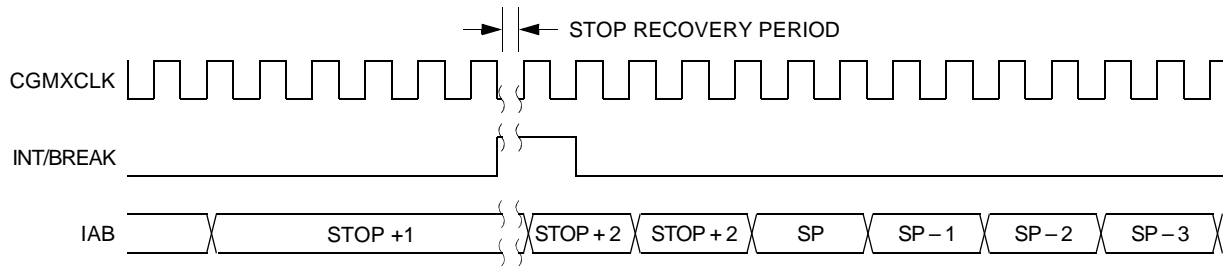 STOP RECOVERY PERIOD
CGMXCLK
INT/BREAK
IAB STOP +1 STOP + 2 STOP + 2 SP SP – 1 SP – 2 SP – 3